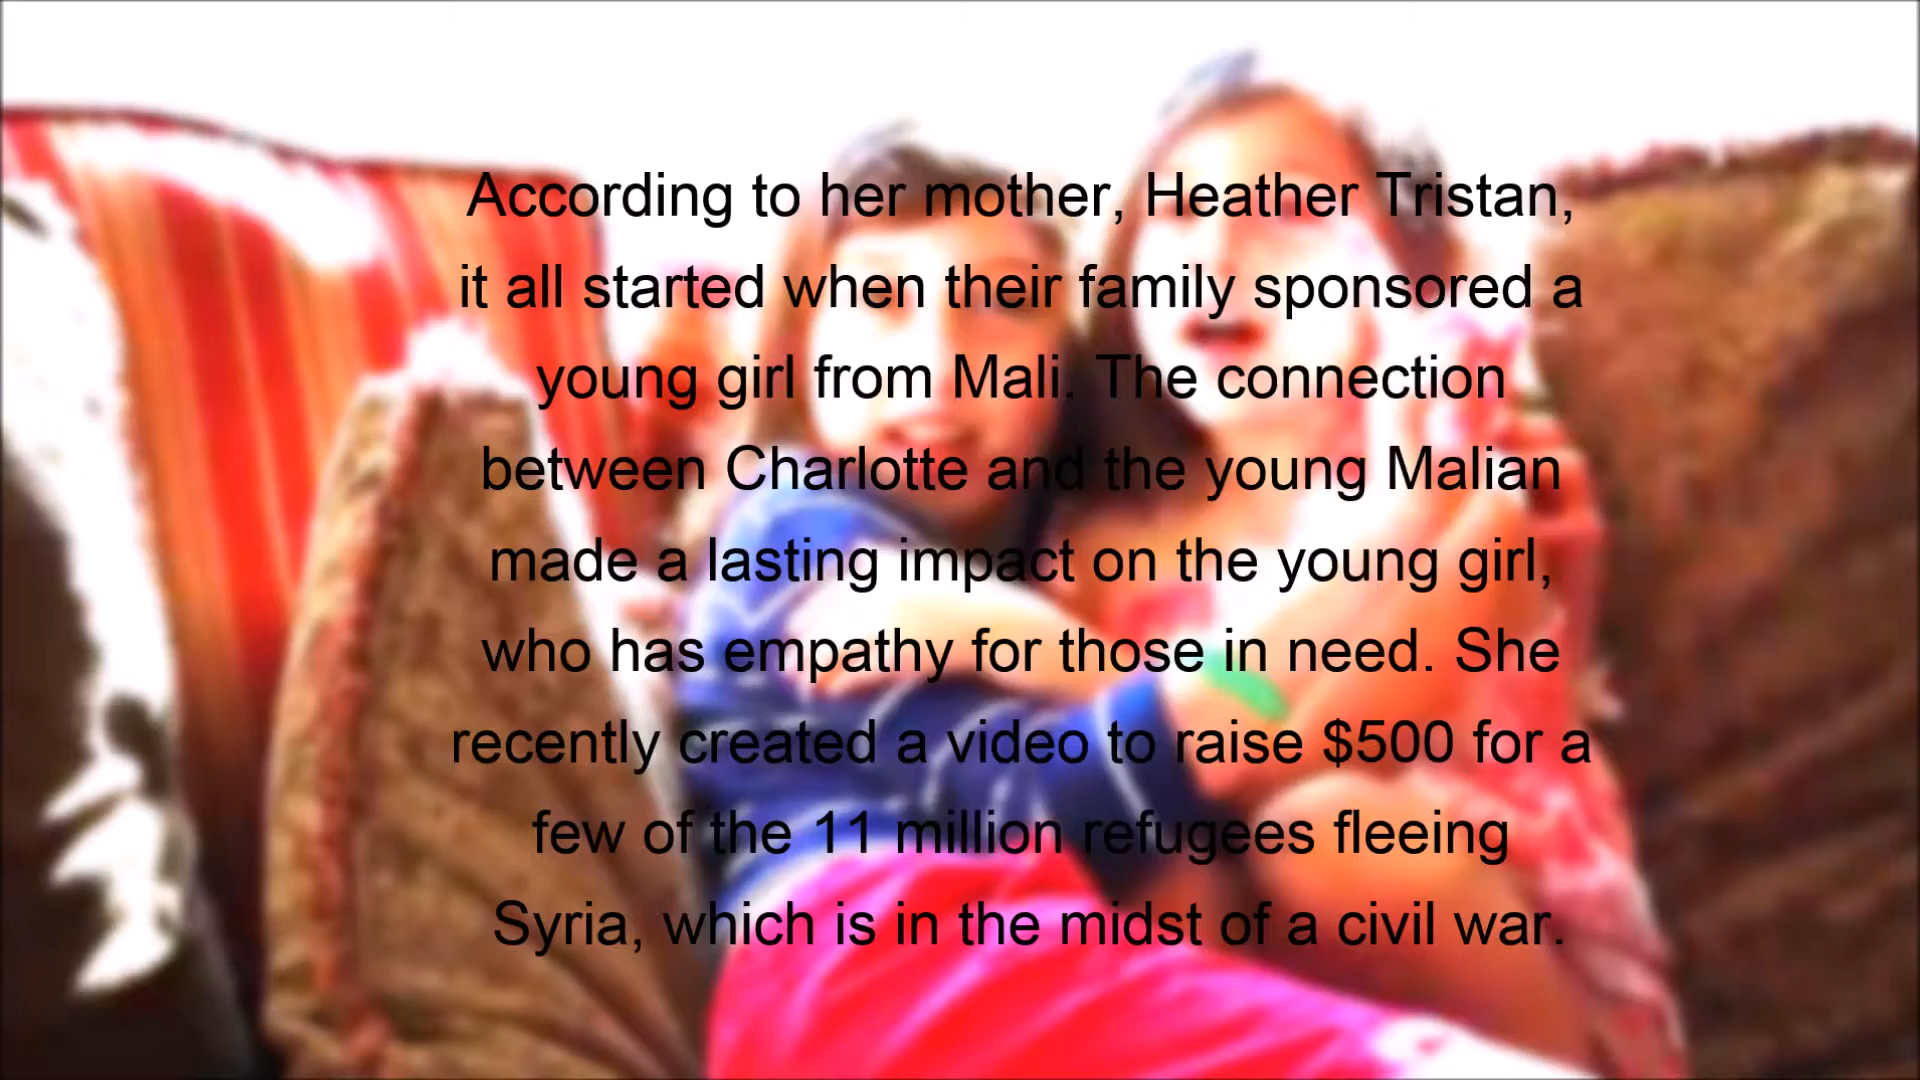 According to her mother, Heather Tristan,
it all started when their family sponsored a
young girl from Mali. The connection
between Charlotte and the young Malian
made a lasting impact on the young girl,
who has empathy for those in need. She
recently created a video to raise $500 for a
few of the 11 million refugees fleeing
Syria, which is in the midst of a civil war.